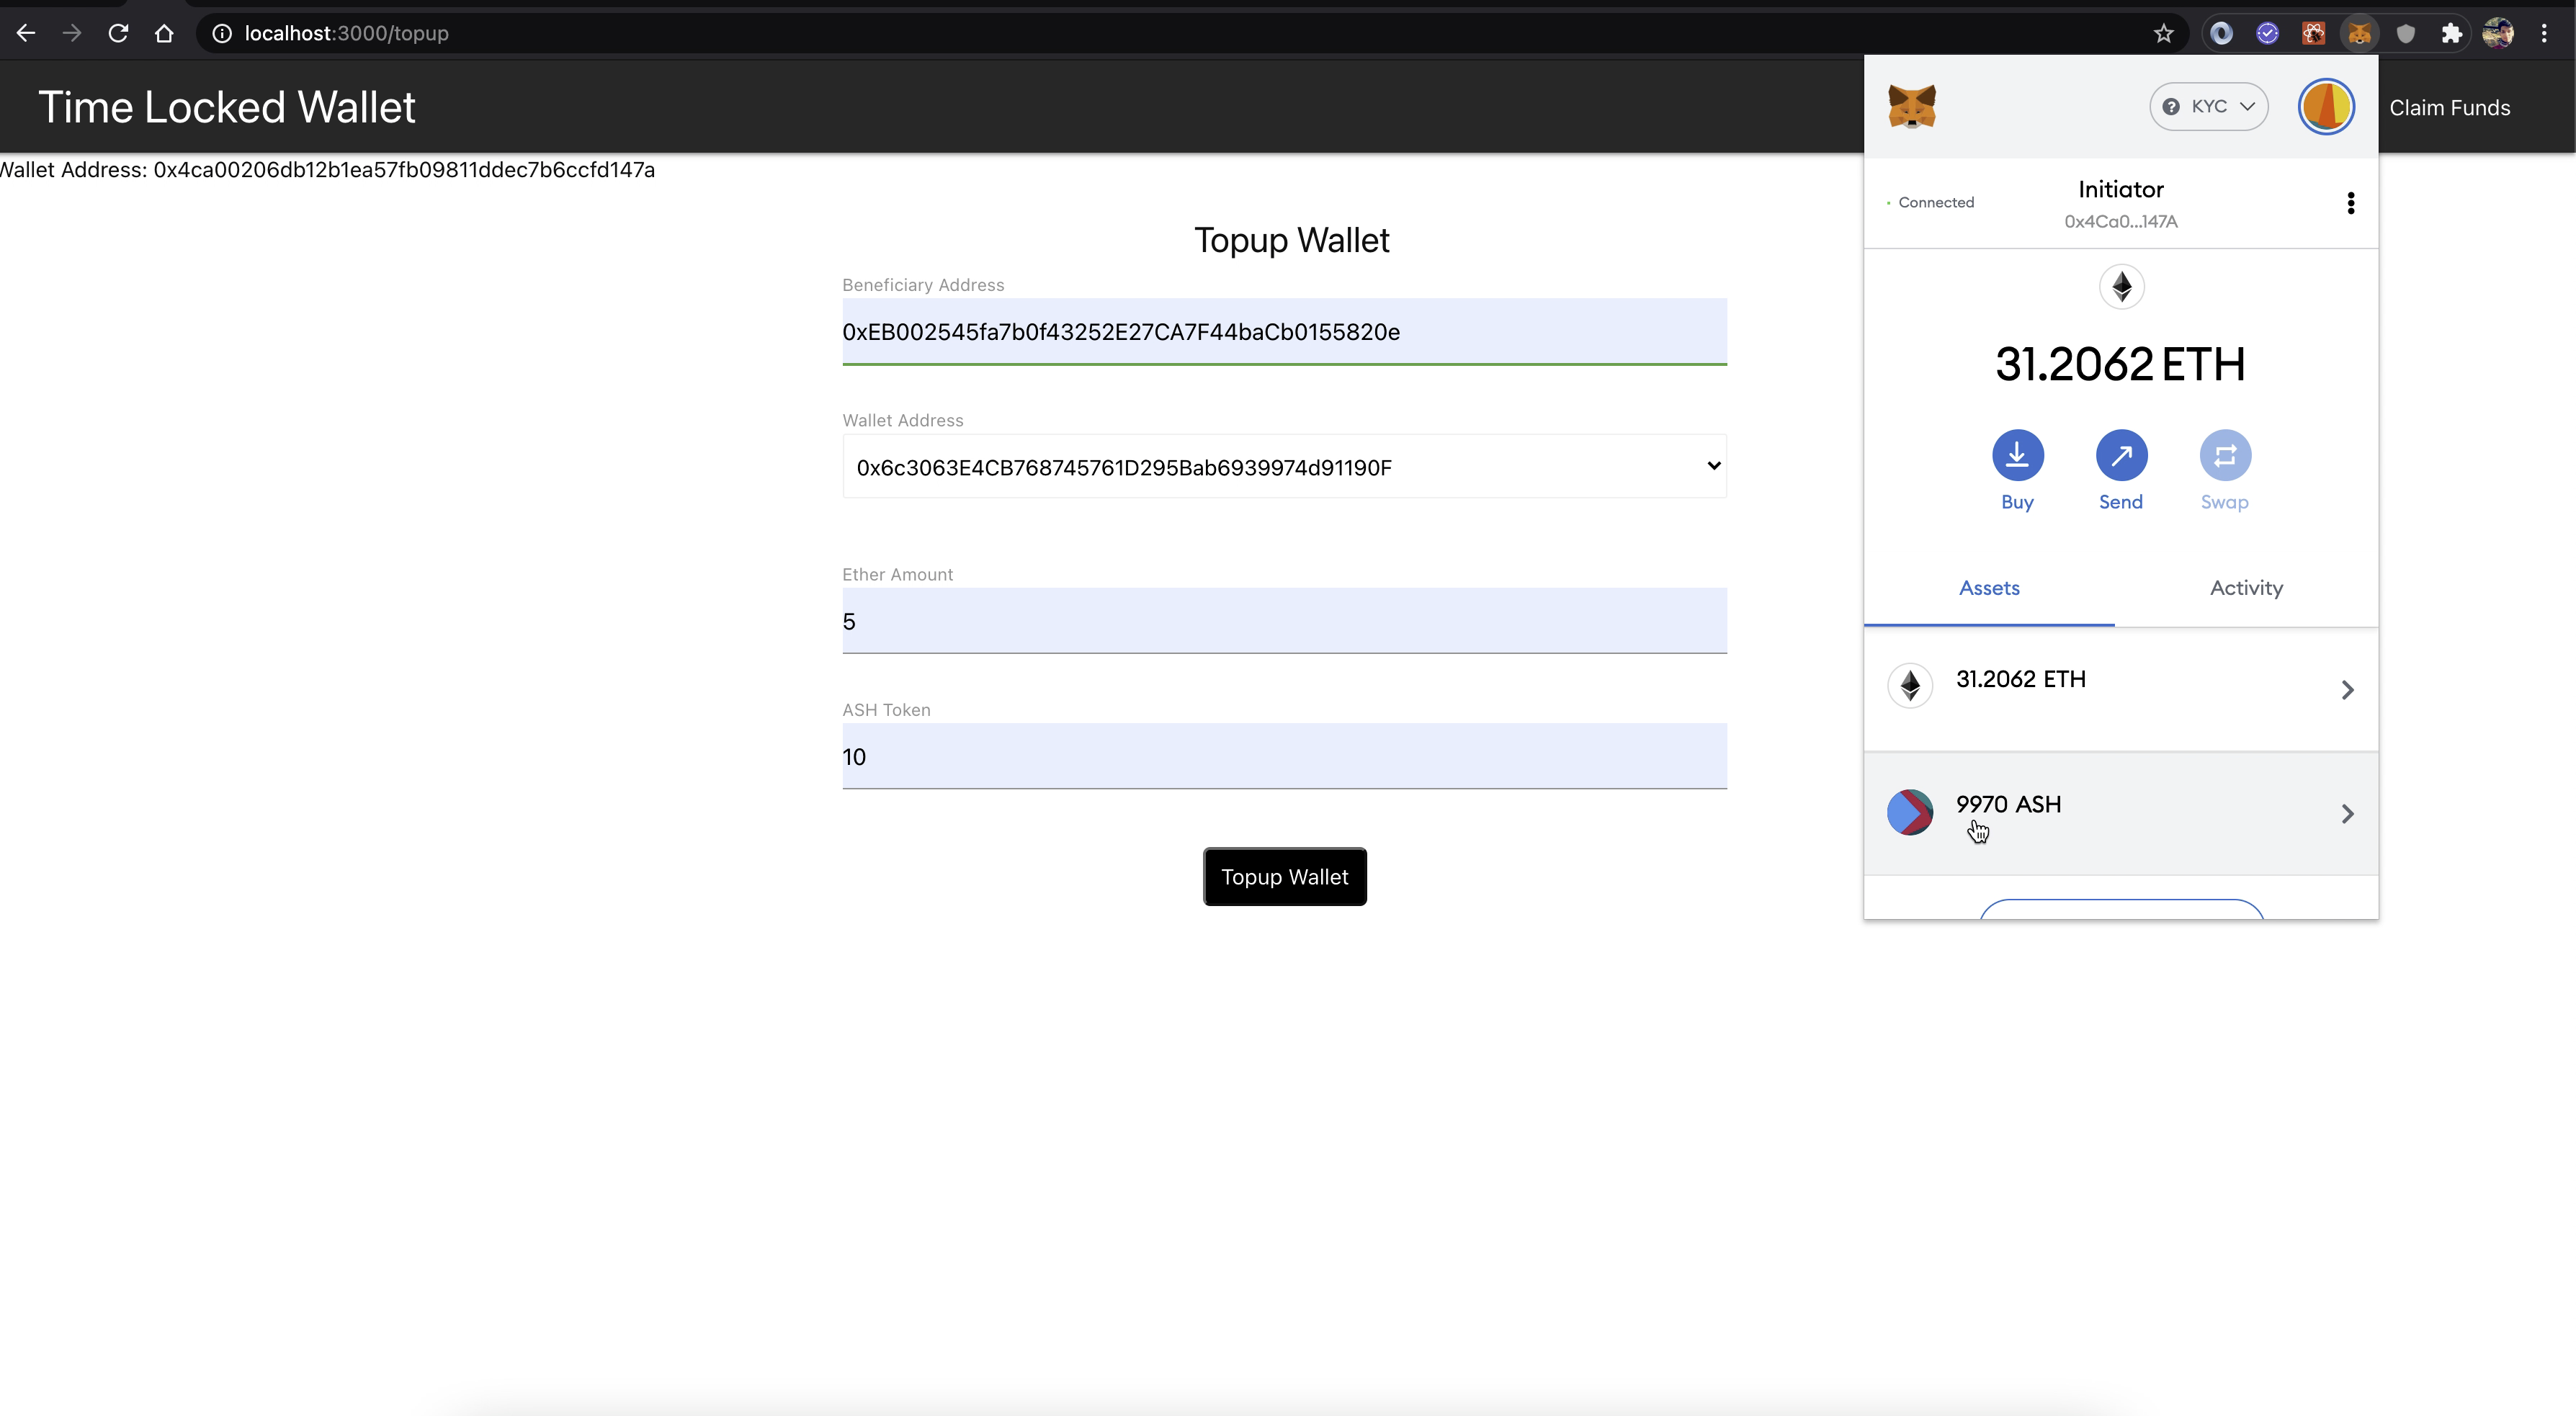 localhost:3000/topup
Time Locked Wallet
Claim Funds
Wallet Address: 0x4ca00206db12b1ea57fb09811ddec7b6ccfd147a
Topup Wallet
Beneficiary Address
0xEB002545fa7b0f43252E27CA7F44baCb0155820e
Wallet Address
0x6c3063E4CB768745761D295Bab6939974d91190F
Ether Amount
5
ASH Token
10
Topup Wallet
? KYC
Connected
Initiator
0x4Ca0...147A
31.2062 ETH
Buy
Send
Swap
Assets
Activity
31.2062 ETH
9970 ASH